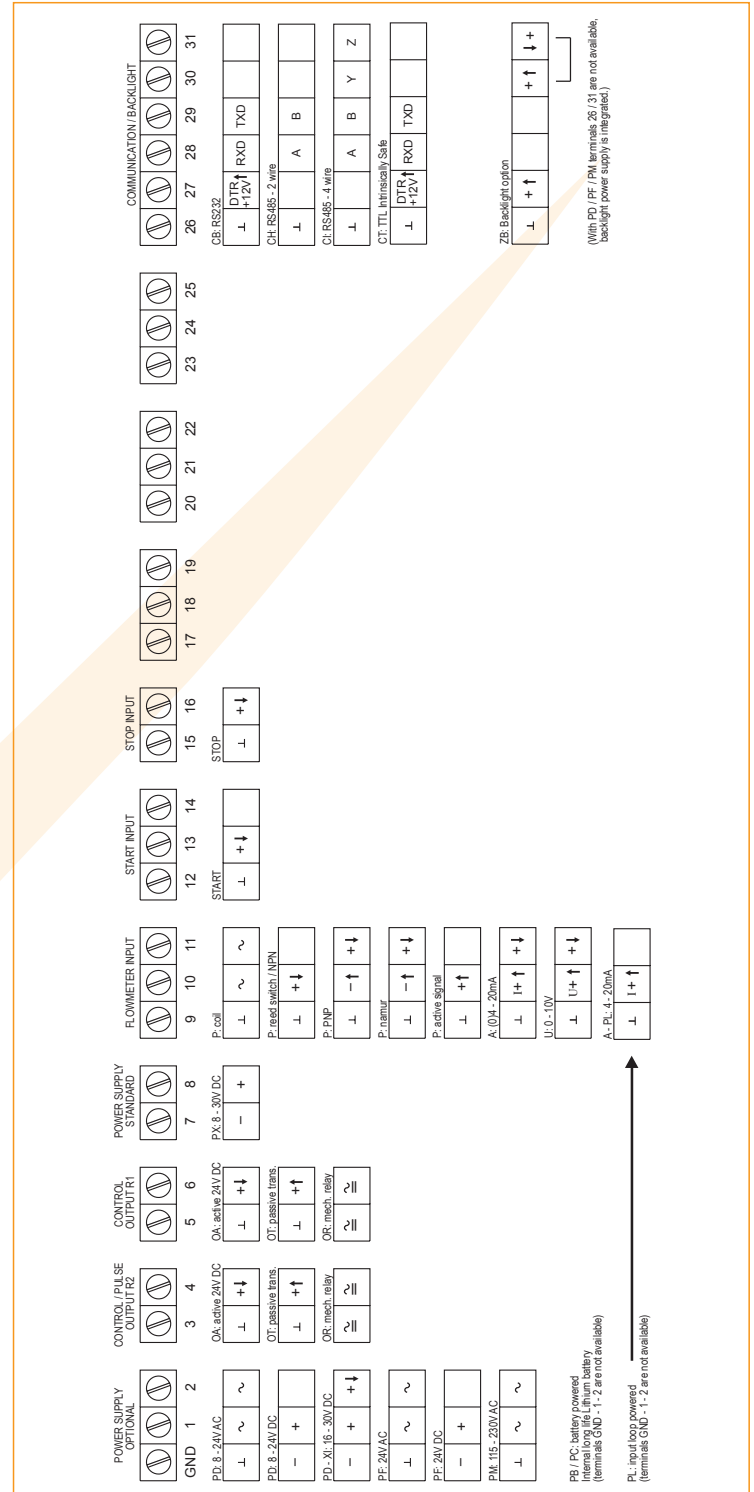 POWER SUPPLY
OPTIONAL
GND 1 2
PD: 8 - 24V AC
⊥ ~ ~
PD: 8 - 24V DC
− +
PD - XI: 16 - 30V DC
− + +↓
PF: 24V AC
⊥ ~ ~
PF: 24V DC
− +
PM: 115 - 230V AC
⊥ ~ ~
PB / PC: battery powered
Internal long life Lithium battery
(terminals GND - 1 - 2 are not available)
PL: input loop powered
(terminals GND - 1 - 2 are not available)
CONTROL / PULSE
OUTPUT R2
3 4
OA: active 24V DC
⊥ +↓
OT: passive trans.
⊥ +↑
OR: mech. relay
CONTROL
OUTPUT R1
5 6
OA: active 24V DC
⊥ +↓
OT: passive trans.
⊥ +↑
OR: mech. relay
POWER SUPPLY
STANDARD
7 8
PX: 8 - 30V DC
− +
FLOWMETER INPUT
9 10 11
P: coil
⊥ ~ ~
P: reed switch / NPN
⊥ +↓
P: PNP
⊥ −↑ +↓
P: namur
⊥ −↑ +↓
P: active signal
⊥ +↑
A: (0)4 - 20mA
⊥ I+↑ +↓
U: 0 - 10V
⊥ U+↑ +↓
A - PL: 4 - 20mA
⊥ I+↑
START INPUT
12 13 14
START
⊥ +↓
STOP INPUT
15 16
STOP
⊥ +↓
17 18 19
20 21 22
23 24 25
COMMUNICATION / BACKLIGHT
26 27 28 29 30 31
CB: RS232
⊥ DTR +12V↑ RXD TXD
CH: RS485 - 2 wire
⊥ A B
CI: RS485 - 4 wire
⊥ A B Y Z
CT: TTL Intrinsically Safe
⊥ DTR +12V↑ RXD TXD
ZB: Backlight option
⊥ +↑ +↑ ↓+
(With PD / PF / PM terminals 26 / 31 are not available,
backlight power supply is integrated.)